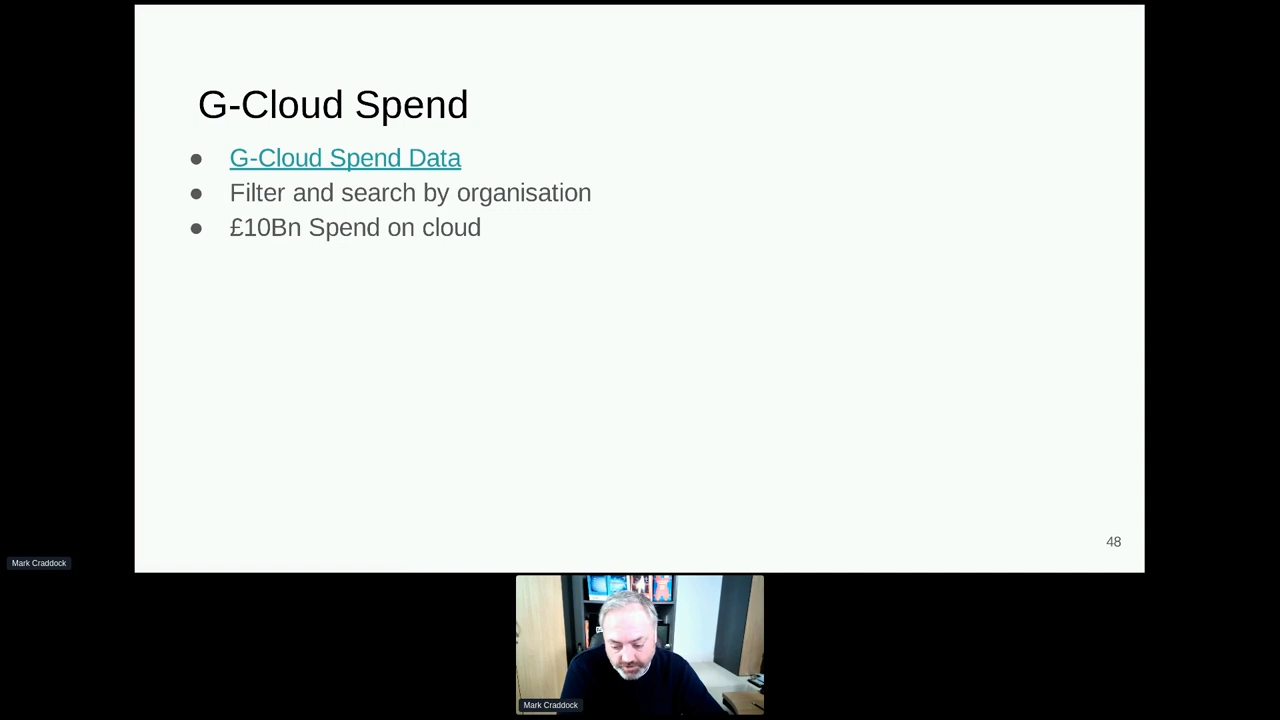 G-Cloud Spend
● G-Cloud Spend Data
● Filter and search by organisation
● £10Bn Spend on cloud
48
Mark Craddock
Mark Craddock